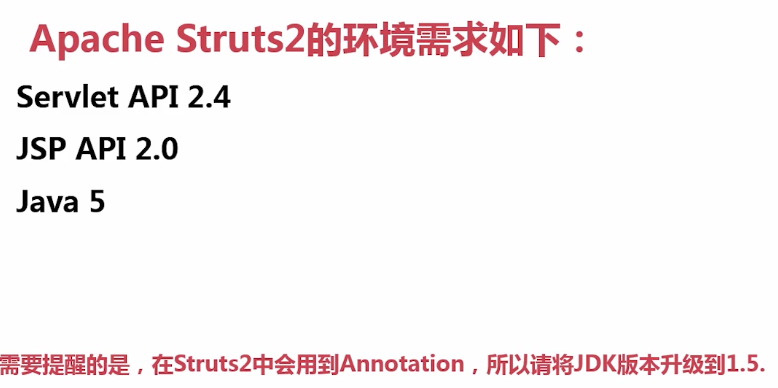 Apache Struts2的环境需求如下：
Servlet API 2.4
JSP API 2.0
Java 5
需要提醒的是，在Struts2中会用到Annotation，所以请将JDK版本升级到1.5.